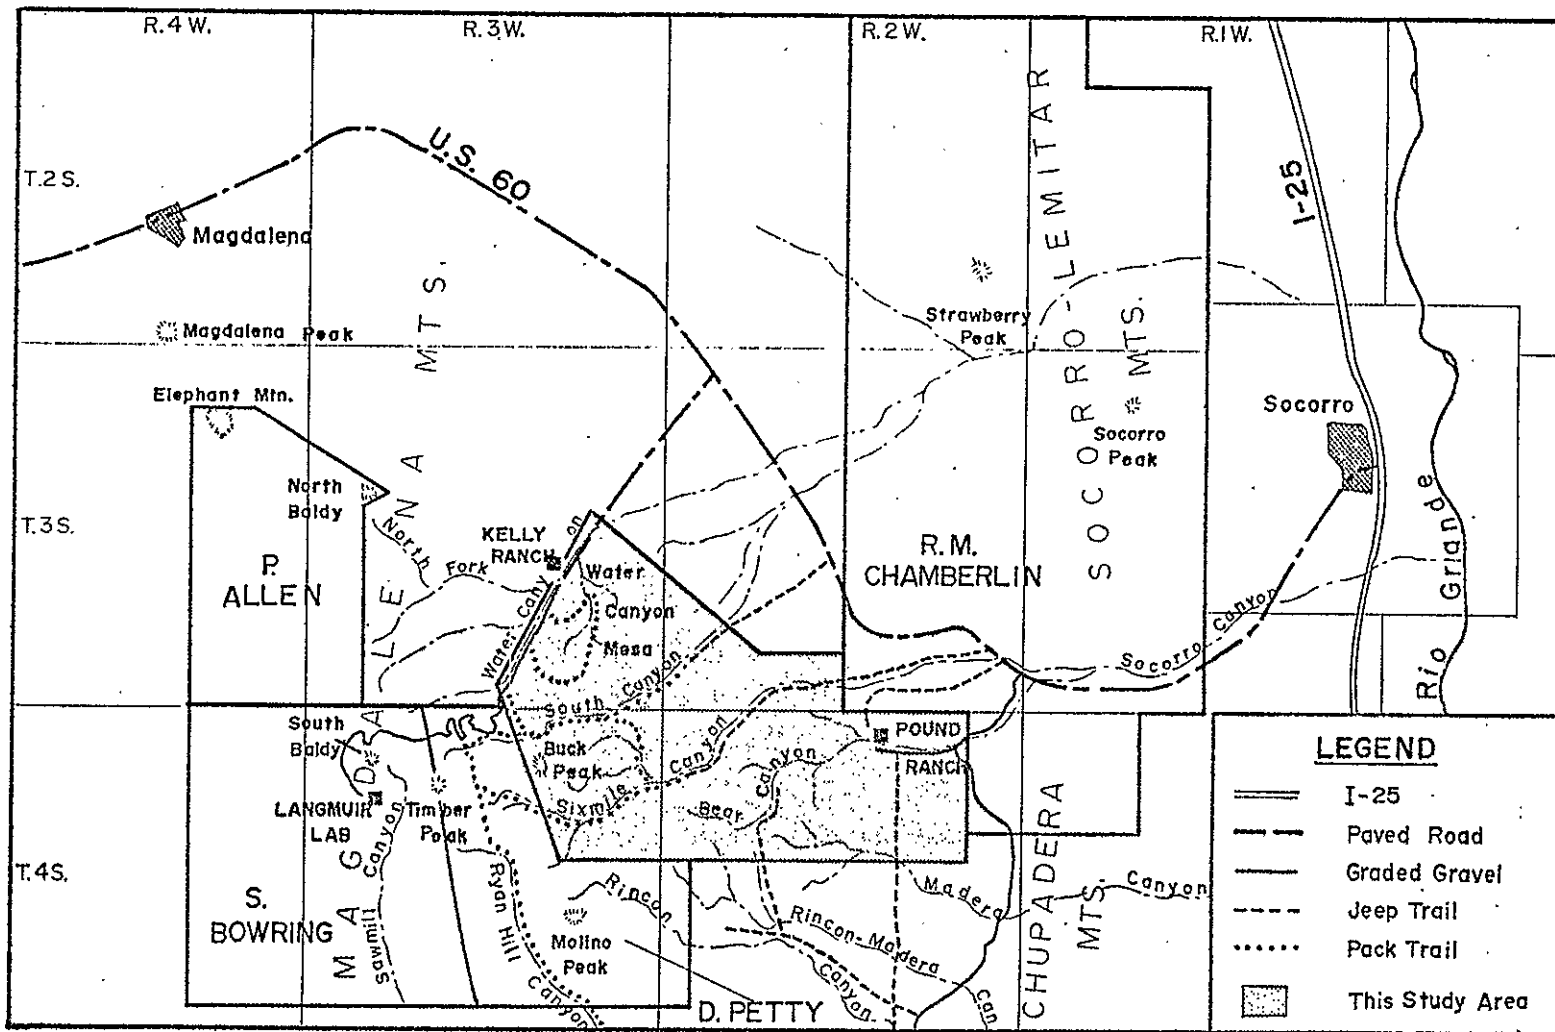 R. 4 W.
R. 3 W.
R. 2 W.
R. 1 W.
T. 2 S.
U.S. 60
I-25
Magdalena
Magdalena Peak
Strawberry
Peak
SOCORRO-LEMITAR
MTS.
Elephant Mtn.
Socorro
Socorro
Peak
North
Baldy
T. 3 S.
North
Fork
KELLY
RANCH
Water Canyon
Water
Canyon
Mesa
P.
ALLEN
R. M.
CHAMBERLIN
Socorro Canyon
Rio Grande
MAGDALENA MTS.
South Canyon
South
Baldy
Buck
Peak
Sixmile Canyon
Bear Canyon
POUND
RANCH
LANGMUIR
LAB
Timber
Peak
T. 4 S.
S.
BOWRING
Sawmill Canyon
Ryan Hill
Canyon
Molino
Peak
Rincon
Canyon
Rincon-Madera
Can
Madera Canyon
CHUPADERA
MTS.
D. PETTY
LEGEND
I-25
Paved Road
Graded Gravel
Jeep Trail
Pack Trail
This Study Area